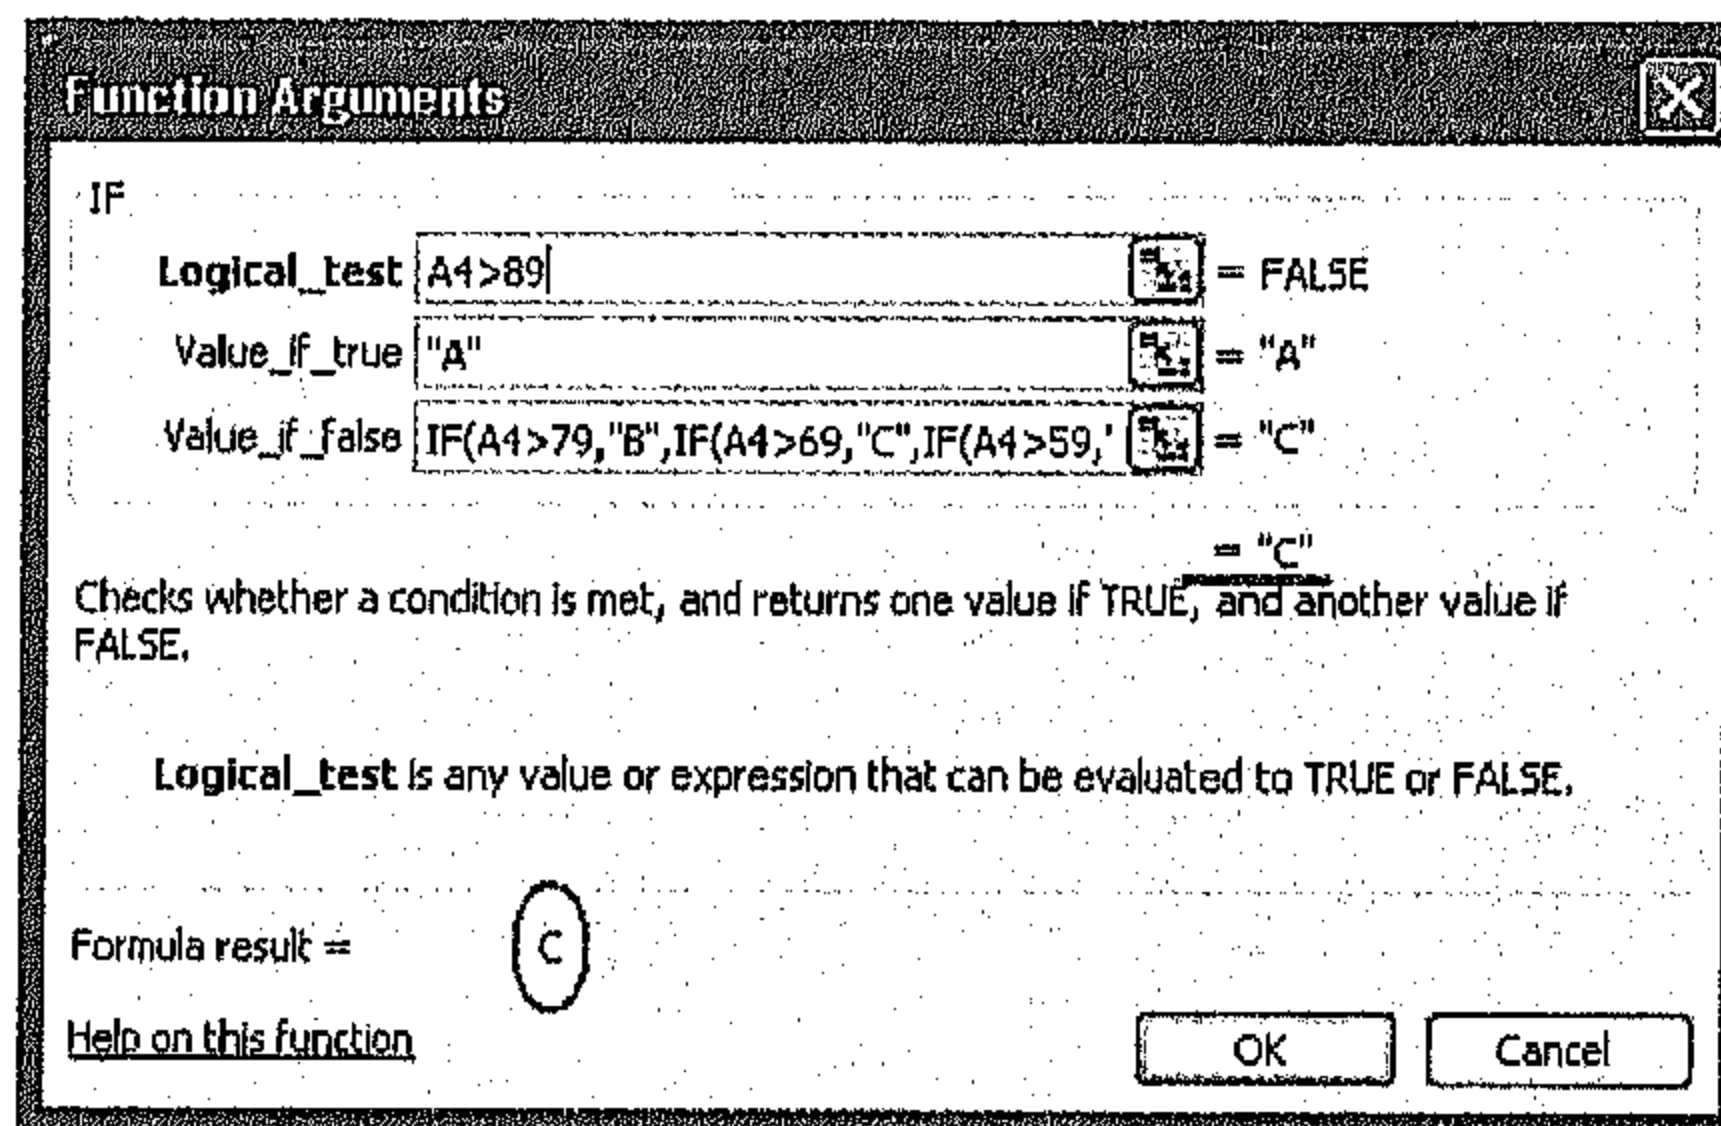 Function Arguments
IF
Logical_test A4>89 = FALSE
Value_if_true "A" = "A"
Value_if_false IF(A4>79,"B",IF(A4>69,"C",IF(A4>59,' = "C"
= "C"
Checks whether a condition is met, and returns one value if TRUE, and another value if
FALSE.
Logical_test is any value or expression that can be evaluated to TRUE or FALSE.
Formula result = C
Help on this function
OK Cancel